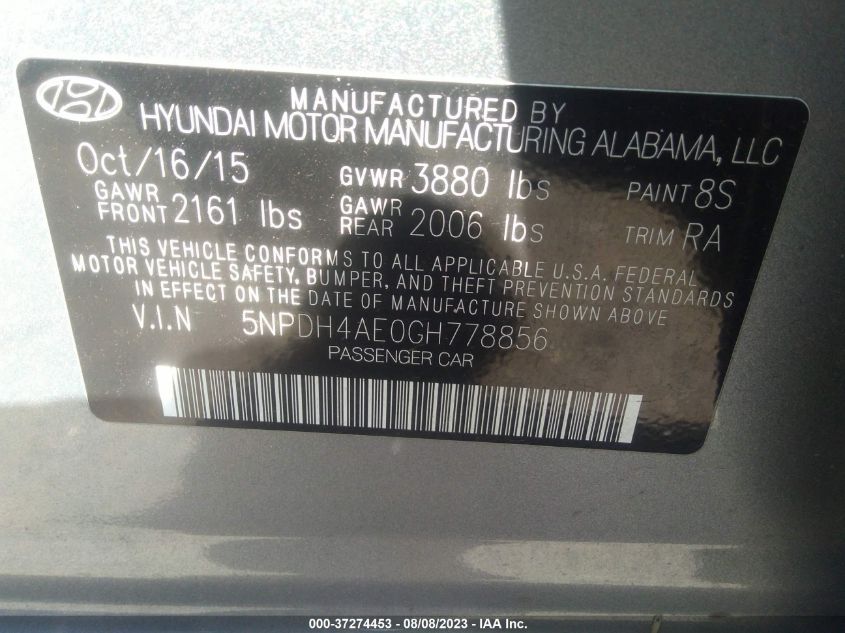 MANUFACTURED BY
HYUNDAI MOTOR MANUFACTURING ALABAMA, LLC
Oct/16/15 GVWR 3880 lbs PAINT 8S
GAWR FRONT 2161 lbs GAWR REAR 2006 lbs TRIM RA
THIS VEHICLE CONFORMS TO ALL APPLICABLE U.S.A. FEDERAL
MOTOR VEHICLE SAFETY, BUMPER, AND THEFT PREVENTION STANDARDS
IN EFFECT ON THE DATE OF MANUFACTURE SHOWN ABOVE
V.I.N 5NPDH4AE0GH778856
PASSENGER CAR
000-37274453 - 08/08/2023 - IAA Inc.